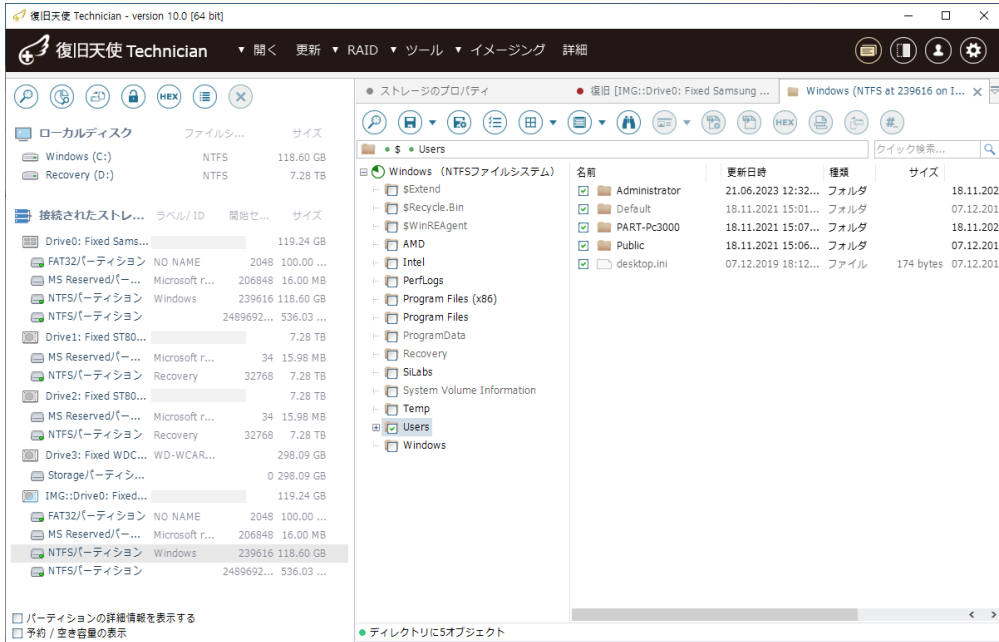 復旧天使 Technician - version 10.0 [64 bit]
復旧天使 Technician ▼ 開く 更新 ▼ RAID ▼ ツール ▼ イメージング 詳細
HEX
ローカルディスク ファイルシ... サイズ
Windows (C:) NTFS 118.60 GB
Recovery (D:) NTFS 7.28 TB
接続されたストレ... ラベル/ ID 開始セ... サイズ
Drive0: Fixed Sams... 119.24 GB
FAT32パーティション NO NAME 2048 100.00 ...
MS Reservedパー... Microsoft r... 206848 16.00 MB
NTFSパーティション Windows 239616 118.60 GB
NTFSパーティション 2489692... 536.03 ...
Drive1: Fixed ST80... 7.28 TB
MS Reservedパー... Microsoft r... 34 15.98 MB
NTFSパーティション Recovery 32768 7.28 TB
Drive2: Fixed ST80... 7.28 TB
MS Reservedパー... Microsoft r... 34 15.98 MB
NTFSパーティション Recovery 32768 7.28 TB
Drive3: Fixed WDC... WD-WCAR... 298.09 GB
Storageパーティシ... 0 298.09 GB
IMG::Drive0: Fixed... 119.24 GB
FAT32パーティション NO NAME 2048 100.00 ...
MS Reservedパー... Microsoft r... 206848 16.00 MB
NTFSパーティション Windows 239616 118.60 GB
NTFSパーティション 2489692... 536.03 ...
パーティションの詳細情報を表示する
予約 / 空き容量の表示
ストレージのプロパティ 復旧 [IMG::Drive0: Fixed Samsung ... Windows (NTFS at 239616 on I...
HEX #_
$ Users クイック検索...
Windows （NTFSファイルシステム）
$Extend
$Recycle.Bin
$WinREAgent
AMD
Intel
PerfLogs
Program Files (x86)
Program Files
ProgramData
Recovery
SiLabs
System Volume Information
Temp
Users
Windows
名前 更新日時 種類 サイズ
Administrator 21.06.2023 12:32... フォルダ 18.11.202
Default 18.11.2021 15:01... フォルダ 07.12.201
PART-Pc3000 18.11.2021 15:07... フォルダ 18.11.202
Public 18.11.2021 15:06... フォルダ 07.12.201
desktop.ini 07.12.2019 18:12... ファイル 174 bytes 07.12.201
ディレクトリに5オブジェクト